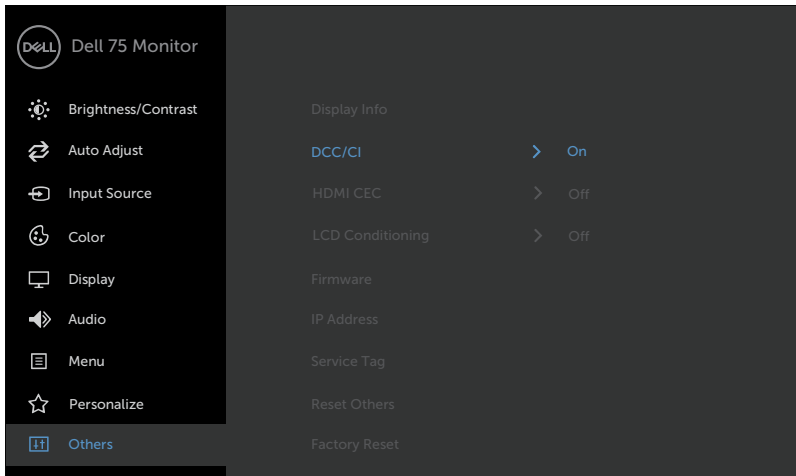 DELL
Dell 75 Monitor
Brightness/Contrast
Auto Adjust
Input Source
Color
Display
Audio
Menu
Personalize
Others
Display Info
DCC/CI On
HDMI CEC Off
LCD Conditioning Off
Firmware
IP Address
Service Tag
Reset Others
Factory Reset